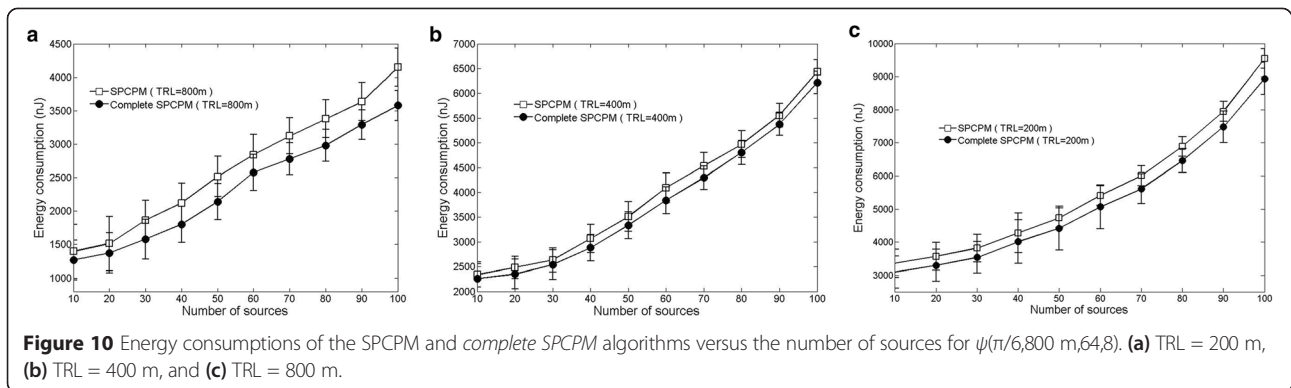 a
4500
4000
3500
3000
2500
2000
1500
1000
Energy consumption (nJ)
SPCPM ( TRL=800m )
Complete SPCPM ( TRL=800m )
10 20 30 40 50 60 70 80 90 100
Number of sources
b
7000
6500
6000
5500
5000
4500
4000
3500
3000
2500
2000
Energy consumption (nJ)
SPCPM ( TRL=400m )
Complete SPCPM ( TRL=400m )
10 20 30 40 50 60 70 80 90 100
Number of sources
c
10000
9000
8000
7000
6000
5000
4000
3000
Energy consumption (nJ)
SPCPM ( TRL=200m )
Complete SPCPM ( TRL=200m )
10 20 30 40 50 60 70 80 90 100
Number of sources
Figure 10 Energy consumptions of the SPCPM and complete SPCPM algorithms versus the number of sources for ψ(π/6,800 m,64,8). (a) TRL = 200 m,
(b) TRL = 400 m, and (c) TRL = 800 m.